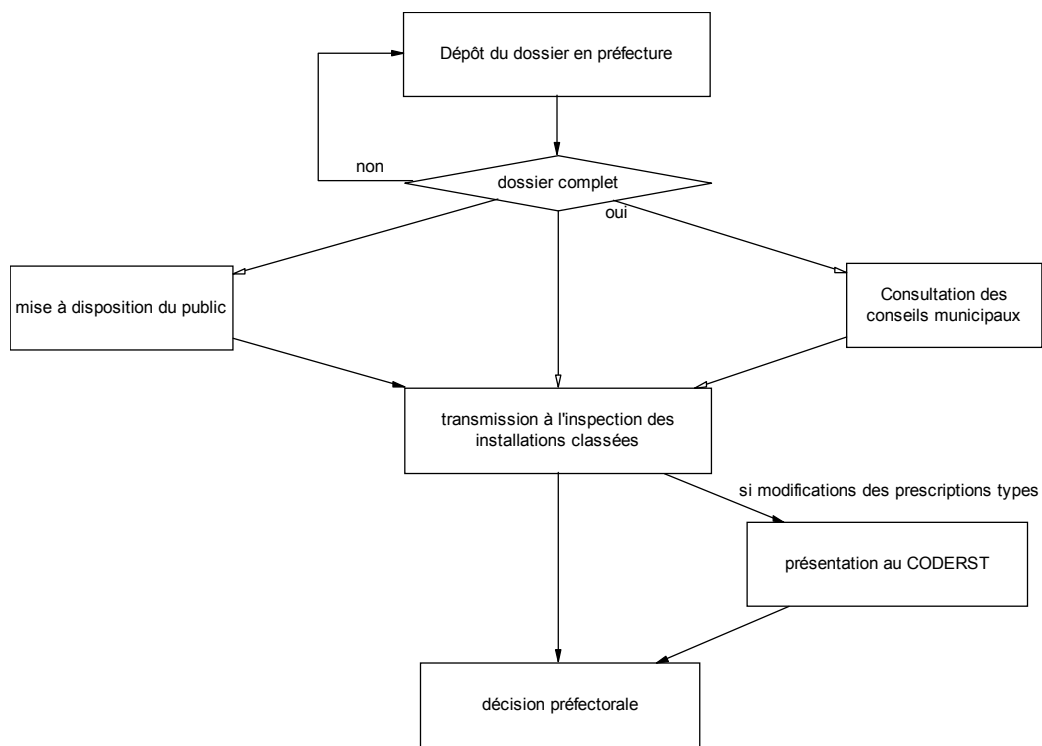 Dépôt du dossier en préfecture
non
dossier complet
oui
mise à disposition du public
Consultation des
conseils municipaux
transmission à l'inspection des
installations classées
si modifications des prescriptions types
présentation au CODERST
décision préfectorale